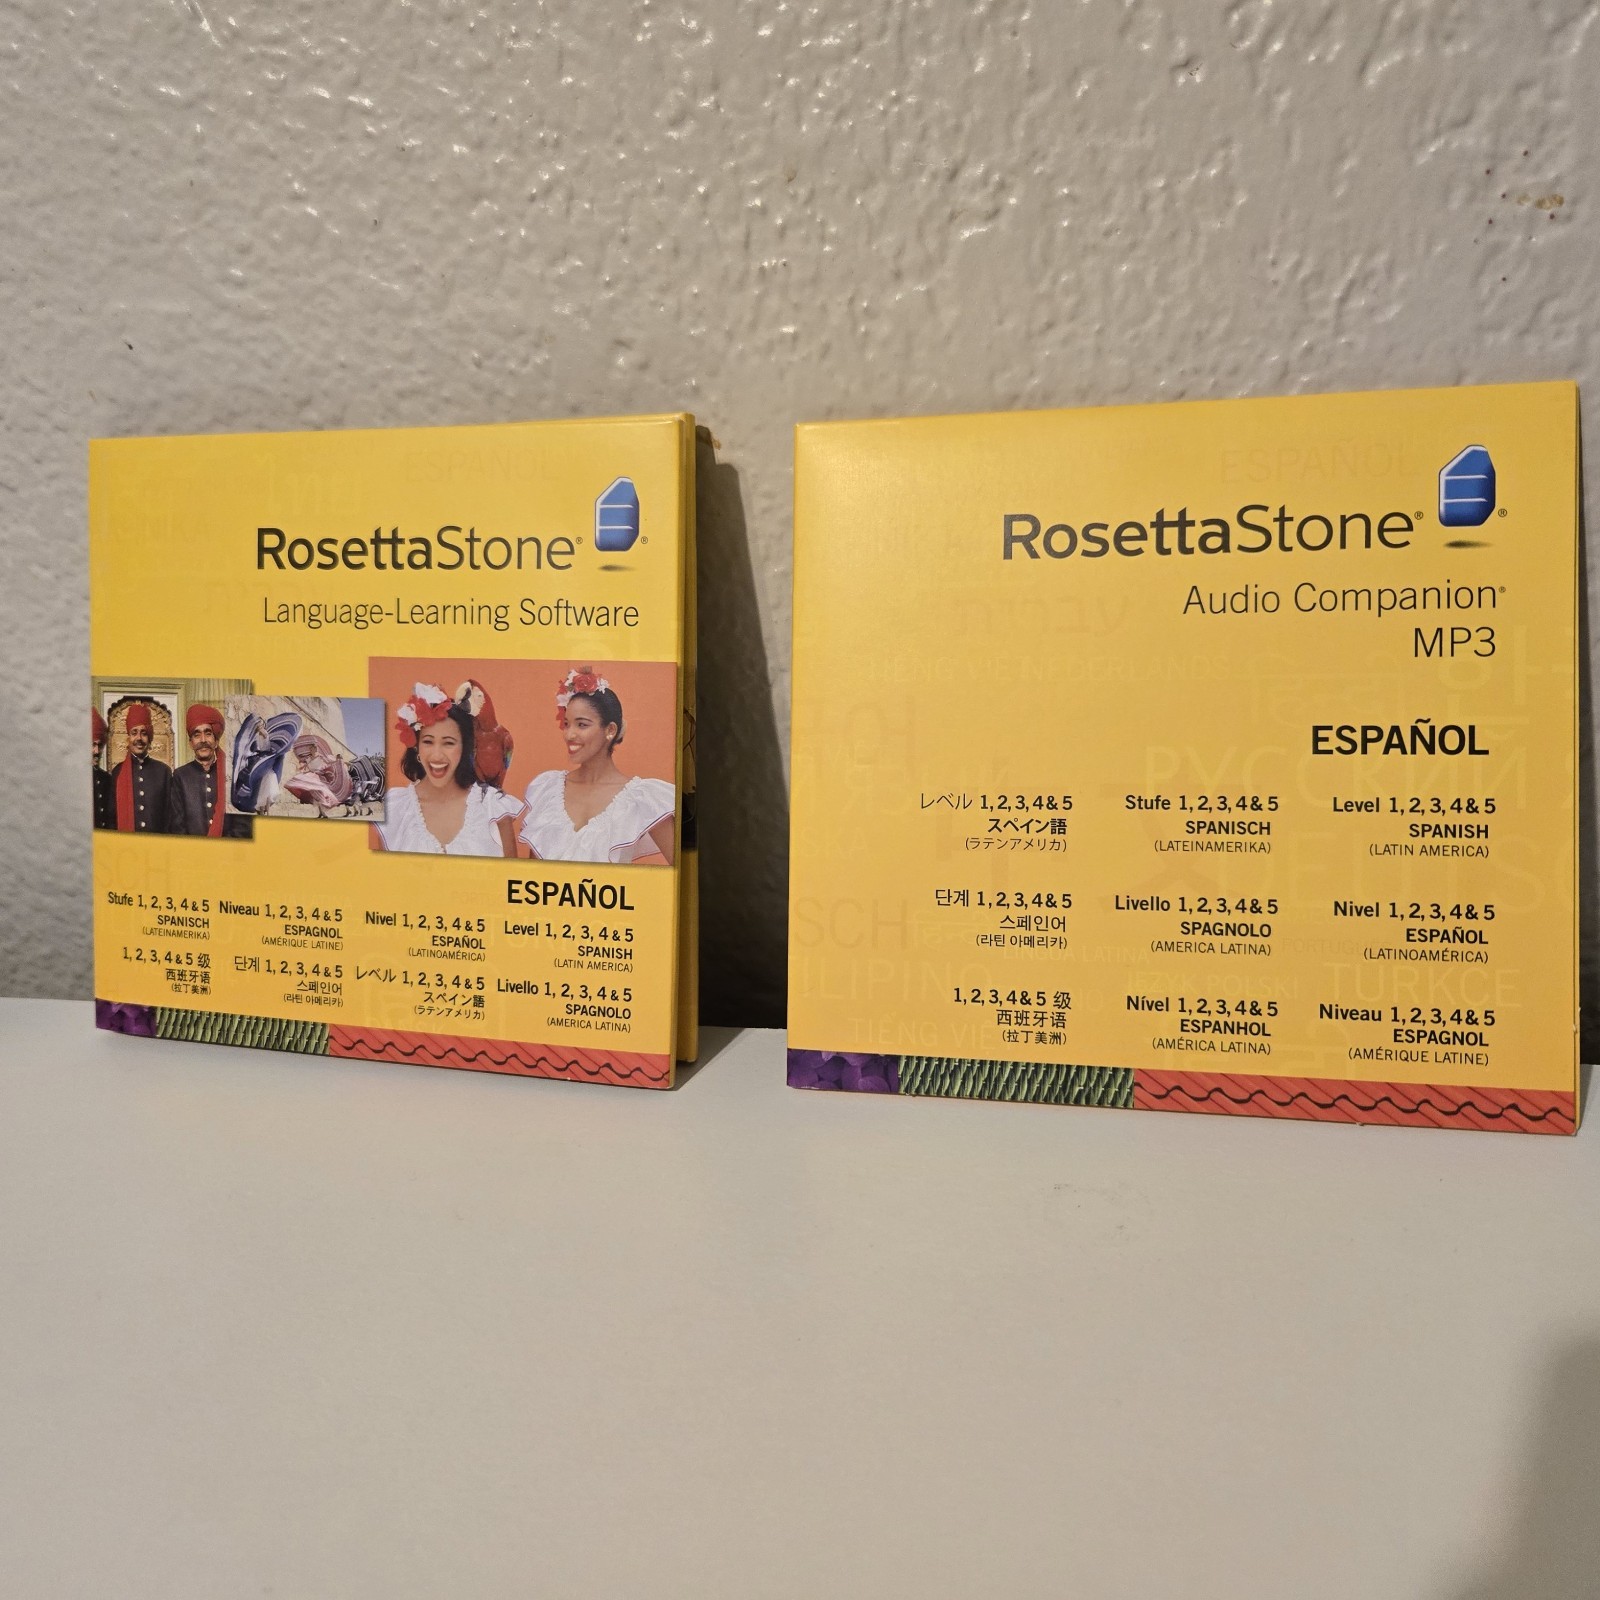 RosettaStone®
Language-Learning Software
ESPAÑOL
Stufe 1, 2, 3, 4 & 5
SPANISCH
(LATEINAMERIKA)
Niveau 1, 2, 3, 4 & 5
ESPAGNOL
(AMÉRIQUE LATINE)
Nivel 1, 2, 3, 4 & 5
ESPAÑOL
(LATINOAMÉRICA)
Level 1, 2, 3, 4 & 5
SPANISH
(LATIN AMERICA)
1, 2, 3, 4 & 5 级
西班牙语
(拉丁美洲)
단계 1, 2, 3, 4 & 5
스페인어
(라틴 아메리카)
レベル 1, 2, 3, 4 & 5
スペイン語
(ラテンアメリカ)
Livello 1, 2, 3, 4 & 5
SPAGNOLO
(AMERICA LATINA)
RosettaStone®
Audio Companion®
MP3
ESPAÑOL
レベル 1, 2, 3, 4 & 5
スペイン語
(ラテンアメリカ)
Stufe 1, 2, 3, 4 & 5
SPANISCH
(LATEINAMERIKA)
Level 1, 2, 3, 4 & 5
SPANISH
(LATIN AMERICA)
단계 1, 2, 3, 4 & 5
스페인어
(라틴 아메리카)
Livello 1, 2, 3, 4 & 5
SPAGNOLO
(AMERICA LATINA)
Nivel 1, 2, 3, 4 & 5
ESPAÑOL
(LATINOAMÉRICA)
1, 2, 3, 4 & 5 级
西班牙语
(拉丁美洲)
Nível 1, 2, 3, 4 & 5
ESPANHOL
(AMÉRICA LATINA)
Niveau 1, 2, 3, 4 & 5
ESPAGNOL
(AMÉRIQUE LATINE)
ESPAÑOL
РУССКИЙ
LINGUA LATINA
TÜRKÇE
TIẾNG VIỆ